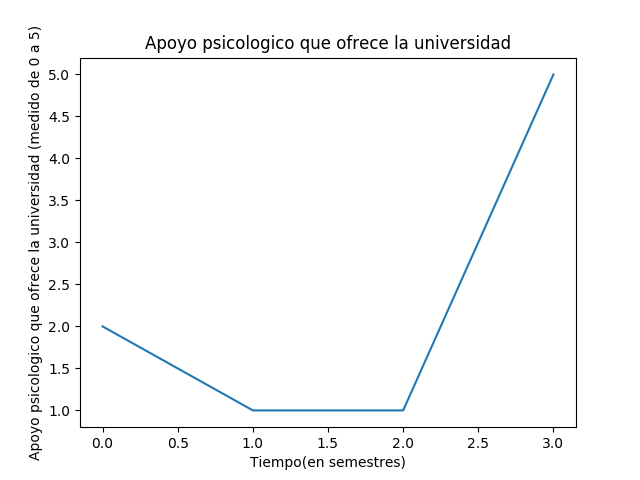 Apoyo psicologico que ofrece la universidad
Apoyo psicologico que ofrece la universidad (medido de 0 a 5)
5.0
4.5
4.0
3.5
3.0
2.5
2.0
1.5
1.0
0.0 0.5 1.0 1.5 2.0 2.5 3.0
Tiempo(en semestres)